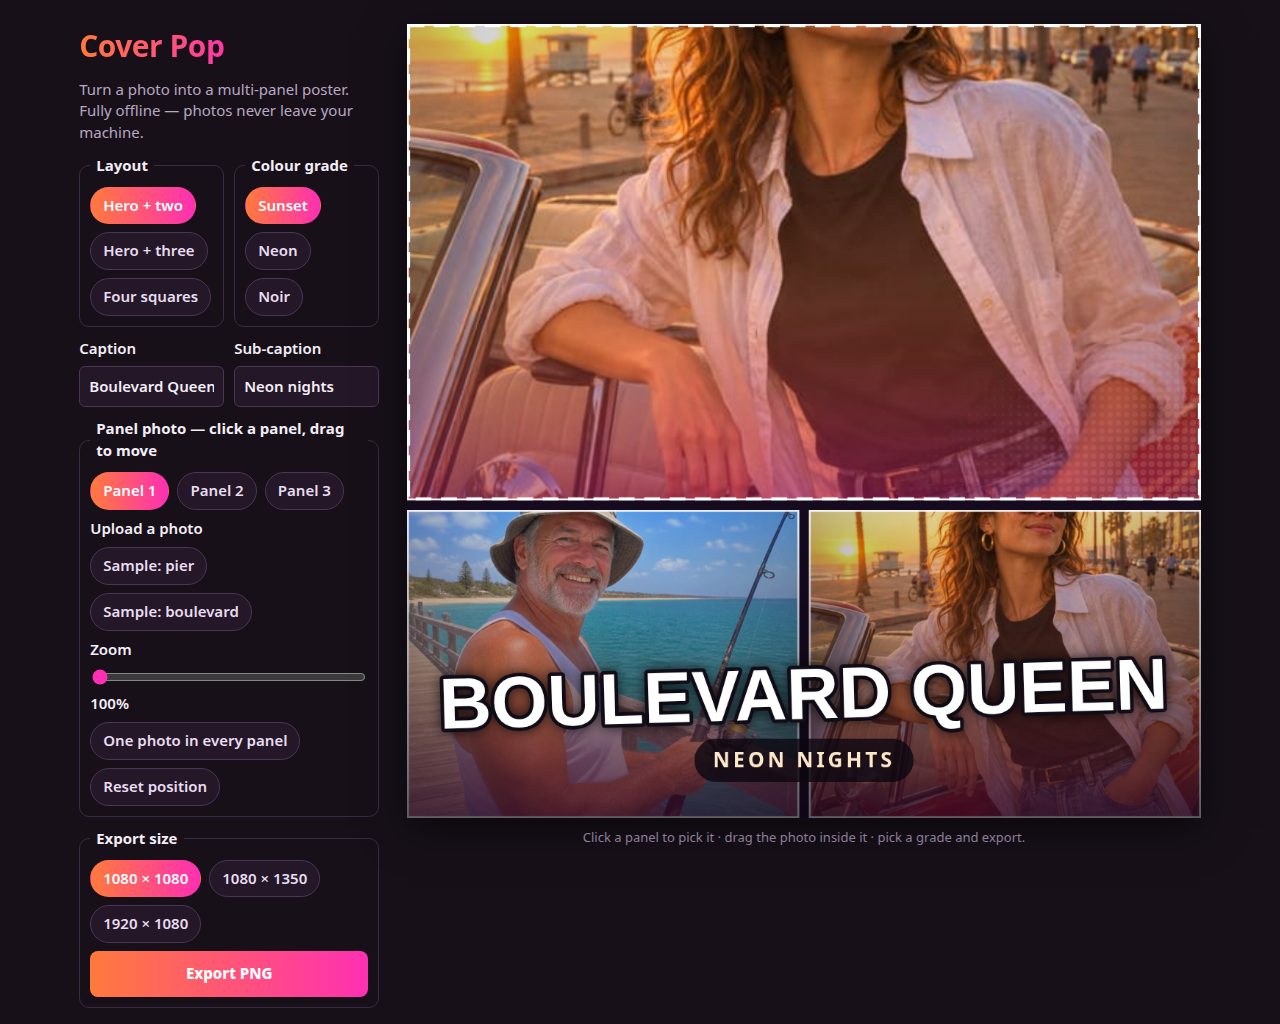 Cover Pop
Turn a photo into a multi-panel poster.
Fully offline — photos never leave your
machine.
Layout
Hero + two
Hero + three
Four squares
Colour grade
Sunset
Neon
Noir
Caption
Boulevard Queen
Sub-caption
Neon nights
Panel photo — click a panel, drag
to move
Panel 1
Panel 2
Panel 3
Upload a photo
Sample: pier
Sample: boulevard
Zoom
100%
One photo in every panel
Reset position
Export size
1080 × 1080
1080 × 1350
1920 × 1080
Export PNG
BOULEVARD QUEEN
NEON NIGHTS
Click a panel to pick it · drag the photo inside it · pick a grade and export.